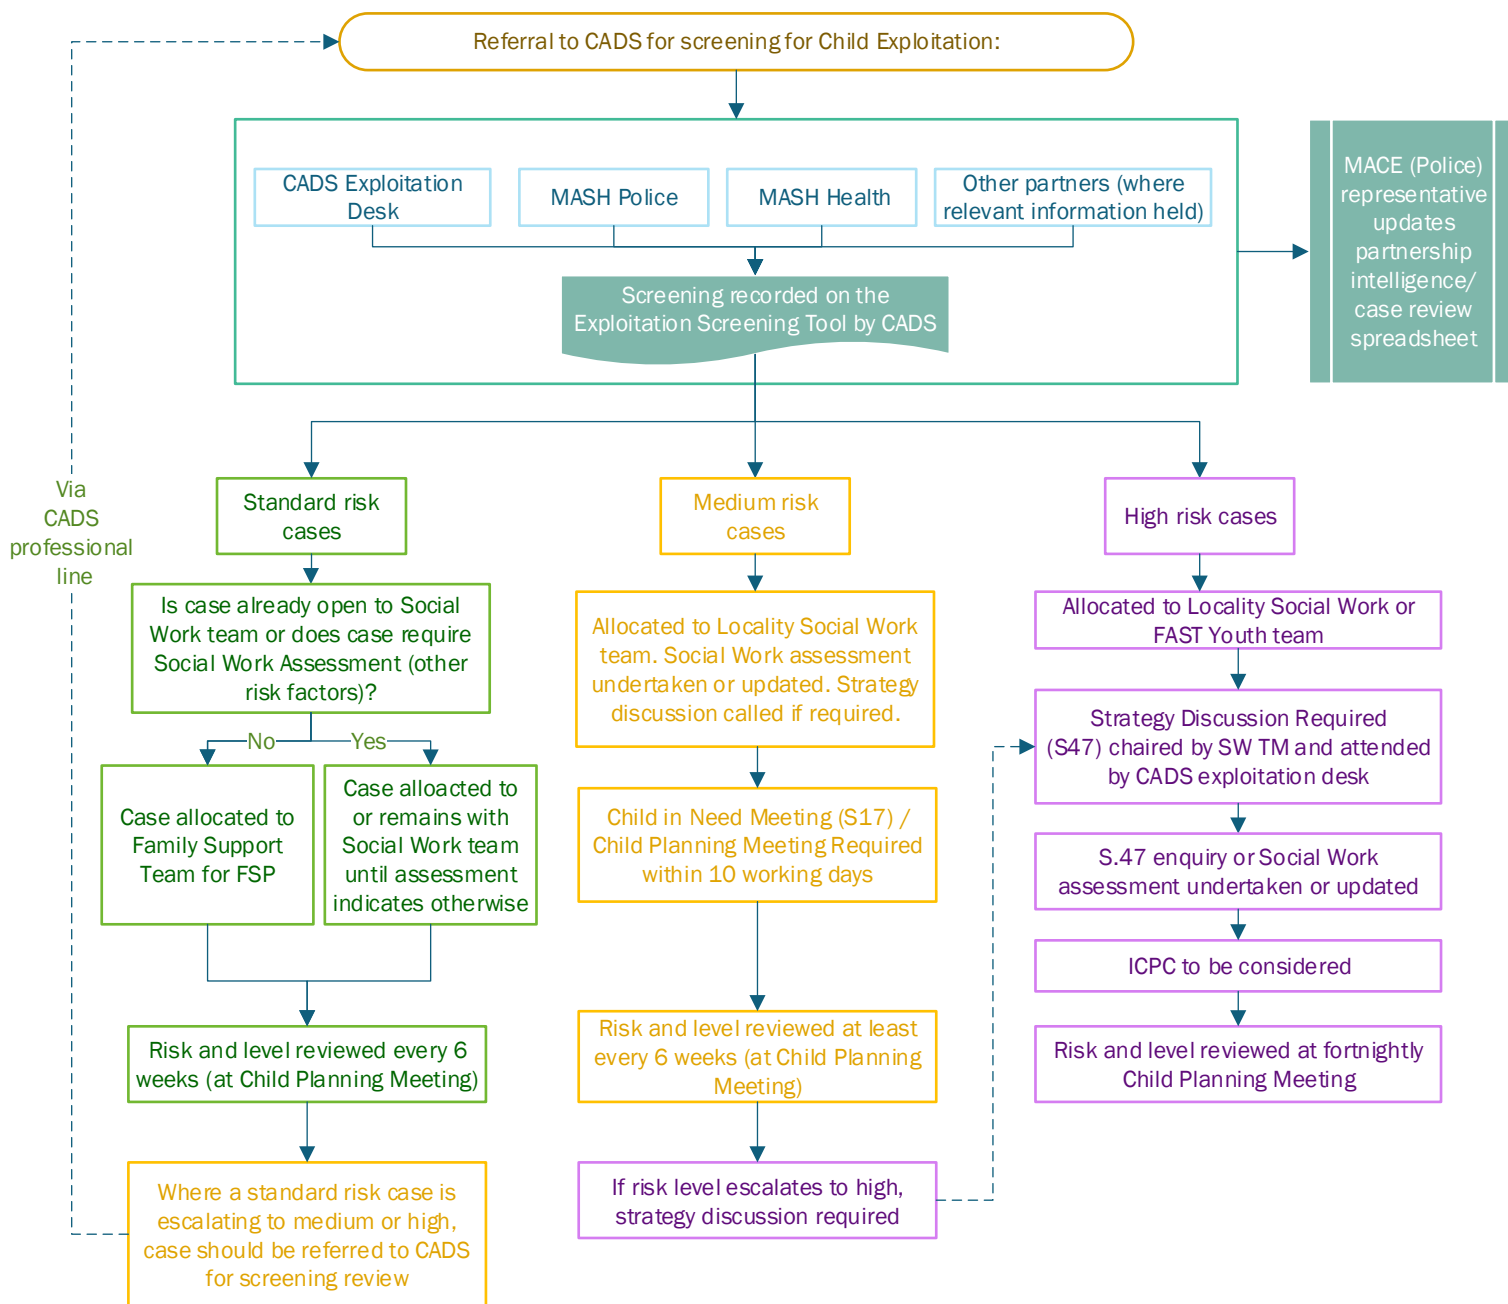 Referral to CADS for screening for Child Exploitation:
CADS Exploitation
Desk
MASH Police
MASH Health
Other partners (where
relevant information held)
Screening recorded on the
Exploitation Screening Tool by CADS
MACE (Police)
representative
updates
partnership
intelligence/
case review
spreadsheet
Via
CADS
professional
line
Standard risk
cases
Is case already open to Social
Work team or does case require
Social Work Assessment (other
risk factors)?
No
Yes
Case allocated to
Family Support
Team for FSP
Case alloacted to
or remains with
Social Work team
until assessment
indicates otherwise
Risk and level reviewed every 6
weeks (at Child Planning Meeting)
Where a standard risk case is
escalating to medium or high,
case should be referred to CADS
for screening review
Medium risk
cases
Allocated to Locality Social Work
team. Social Work assessment
undertaken or updated. Strategy
discussion called if required.
Child in Need Meeting (S17) /
Child Planning Meeting Required
within 10 working days
Risk and level reviewed at least
every 6 weeks (at Child Planning
Meeting)
If risk level escalates to high,
strategy discussion required
High risk cases
Allocated to Locality Social Work or
FAST Youth team
Strategy Discussion Required
(S47) chaired by SW TM and attended
by CADS exploitation desk
S.47 enquiry or Social Work
assessment undertaken or updated
ICPC to be considered
Risk and level reviewed at fortnightly
Child Planning Meeting